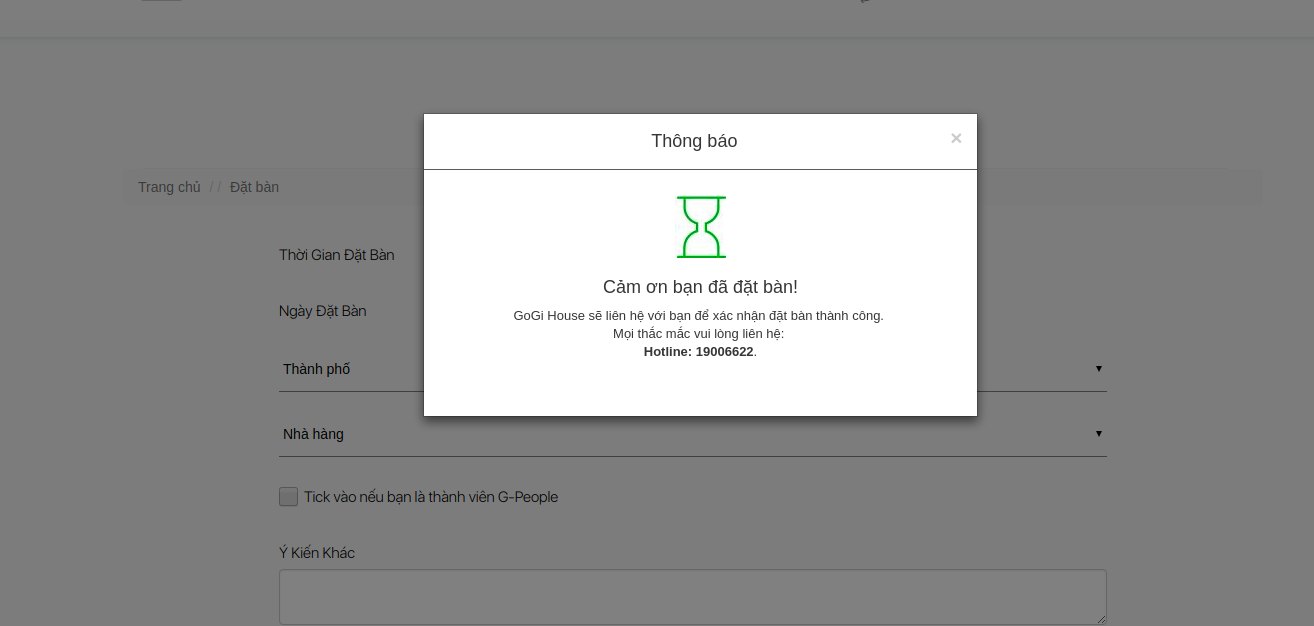 Thông báo
×
Trang chủ // Đặt bàn
Thời Gian Đặt Bàn
Cảm ơn bạn đã đặt bàn!
Ngày Đặt Bàn
GoGi House sẽ liên hệ với bạn để xác nhận đặt bàn thành công.
Mọi thắc mắc vui lòng liên hệ:
Hotline: 19006622.
Thành phố
Nhà hàng
Tick vào nếu bạn là thành viên G-People
Ý Kiến Khác